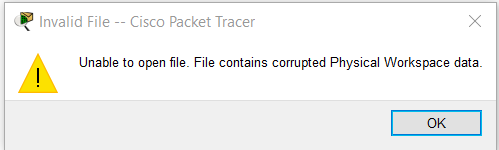 Invalid File -- Cisco Packet Tracer
Unable to open file. File contains corrupted Physical Workspace data.
OK